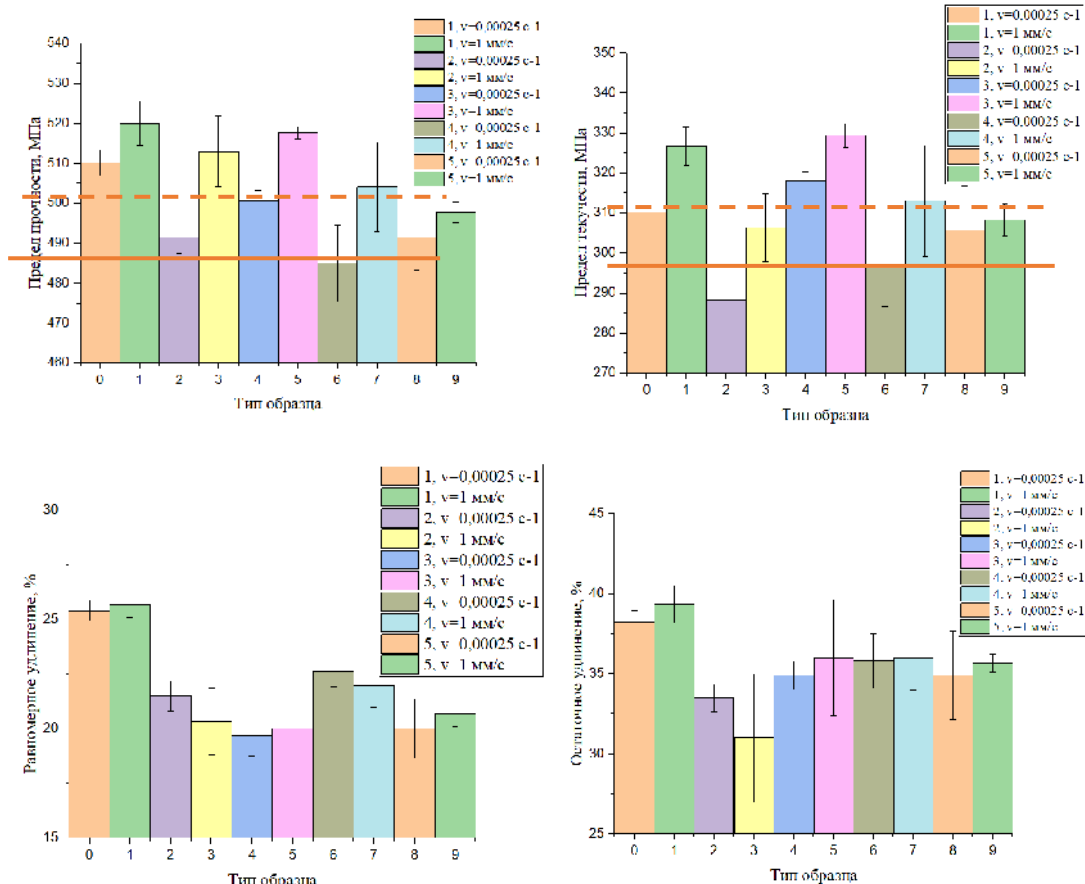 1, v=0,00025 c-1
1, v=1 мм/с
2, v=0,00025 c-1
2, v=1 мм/с
3, v=0,00025 c-1
3, v=1 мм/с
4, v=0,00025 c-1
4, v=1 мм/с
5, v=0,00025 c-1
5, v=1 мм/с
Предел прочности, МПа
540
530
520
510
500
490
480
470
460
0 1 2 3 4 5 6 7 8 9
Тип образца
1, v=0,00025 c-1
1, v=1 мм/с
2, v=0,00025 c-1
2, v=1 мм/с
3, v=0,00025 c-1
3, v=1 мм/с
4, v=0,00025 c-1
4, v=1 мм/с
5, v=0,00025 c-1
5, v=1 мм/с
Предел текучести, МПа
350
340
330
320
310
300
290
280
270
0 1 2 3 4 5 6 7 8 9
Тип образца
1, v=0,00025 c-1
1, v=1 мм/с
2, v=0,00025 c-1
2, v=1 мм/с
3, v=0,00025 c-1
3, v=1 мм/с
4, v=0,00025 c-1
4, v=1 мм/с
5, v=0,00025 c-1
5, v=1 мм/с
Равномерное удлинение, %
30
25
20
15
0 1 2 3 4 5 6 7 8 9
Тип образца
1, v=0,00025 c-1
1, v=1 мм/с
2, v=0,00025 c-1
2, v=1 мм/с
3, v=0,00025 c-1
3, v=1 мм/с
4, v=0,00025 c-1
4, v=1 мм/с
5, v=0,00025 c-1
5, v=1 мм/с
Остаточное удлинение, %
45
40
35
30
25
0 1 2 3 4 5 6 7 8 9
Тип образца